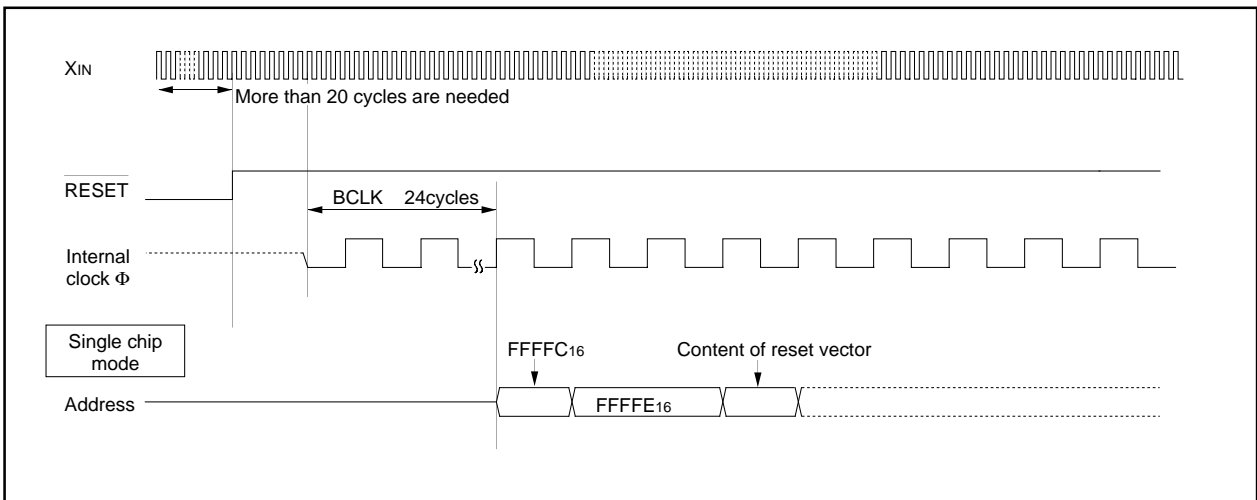 XIN
More than 20 cycles are needed
RESET
BCLK 24cycles
Internal
clock Φ
Single chip
mode
FFFFC16
Content of reset vector
Address
FFFFE16